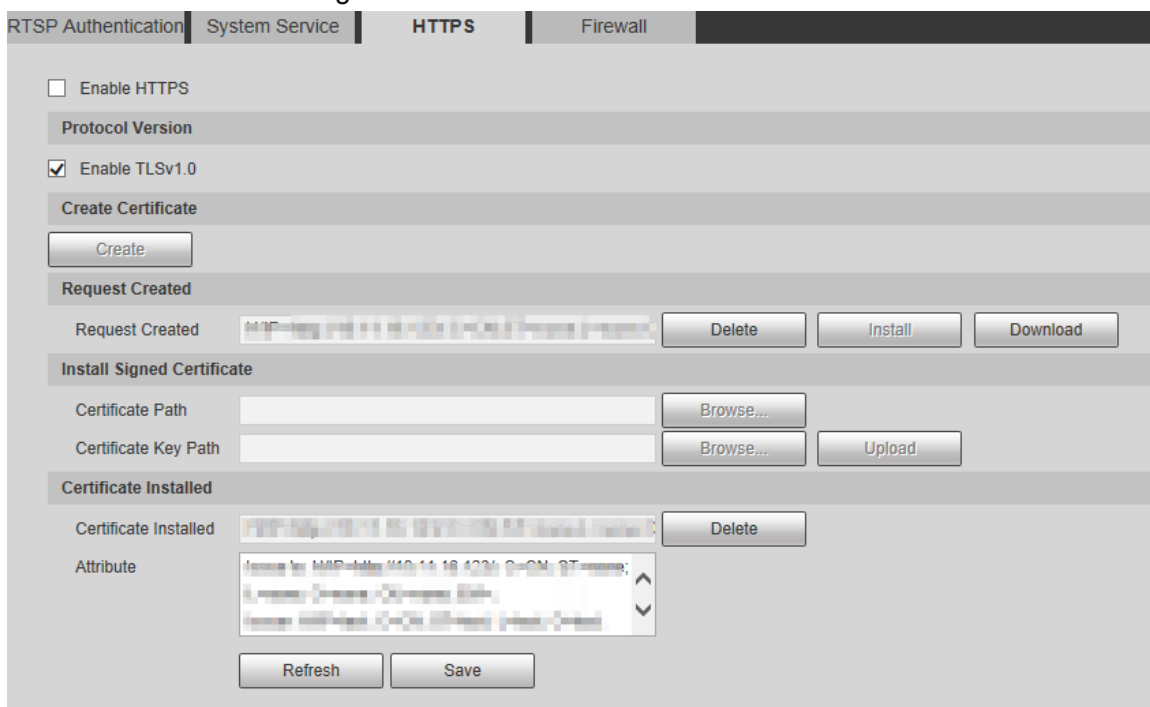 RTSP Authentication System Service HTTPS Firewall
Enable HTTPS
Protocol Version
Enable TLSv1.0
Create Certificate
Create
Request Created
Request Created Delete Install Download
Install Signed Certificate
Certificate Path Browse...
Certificate Key Path Browse... Upload
Certificate Installed
Certificate Installed Delete
Attribute
Refresh Save